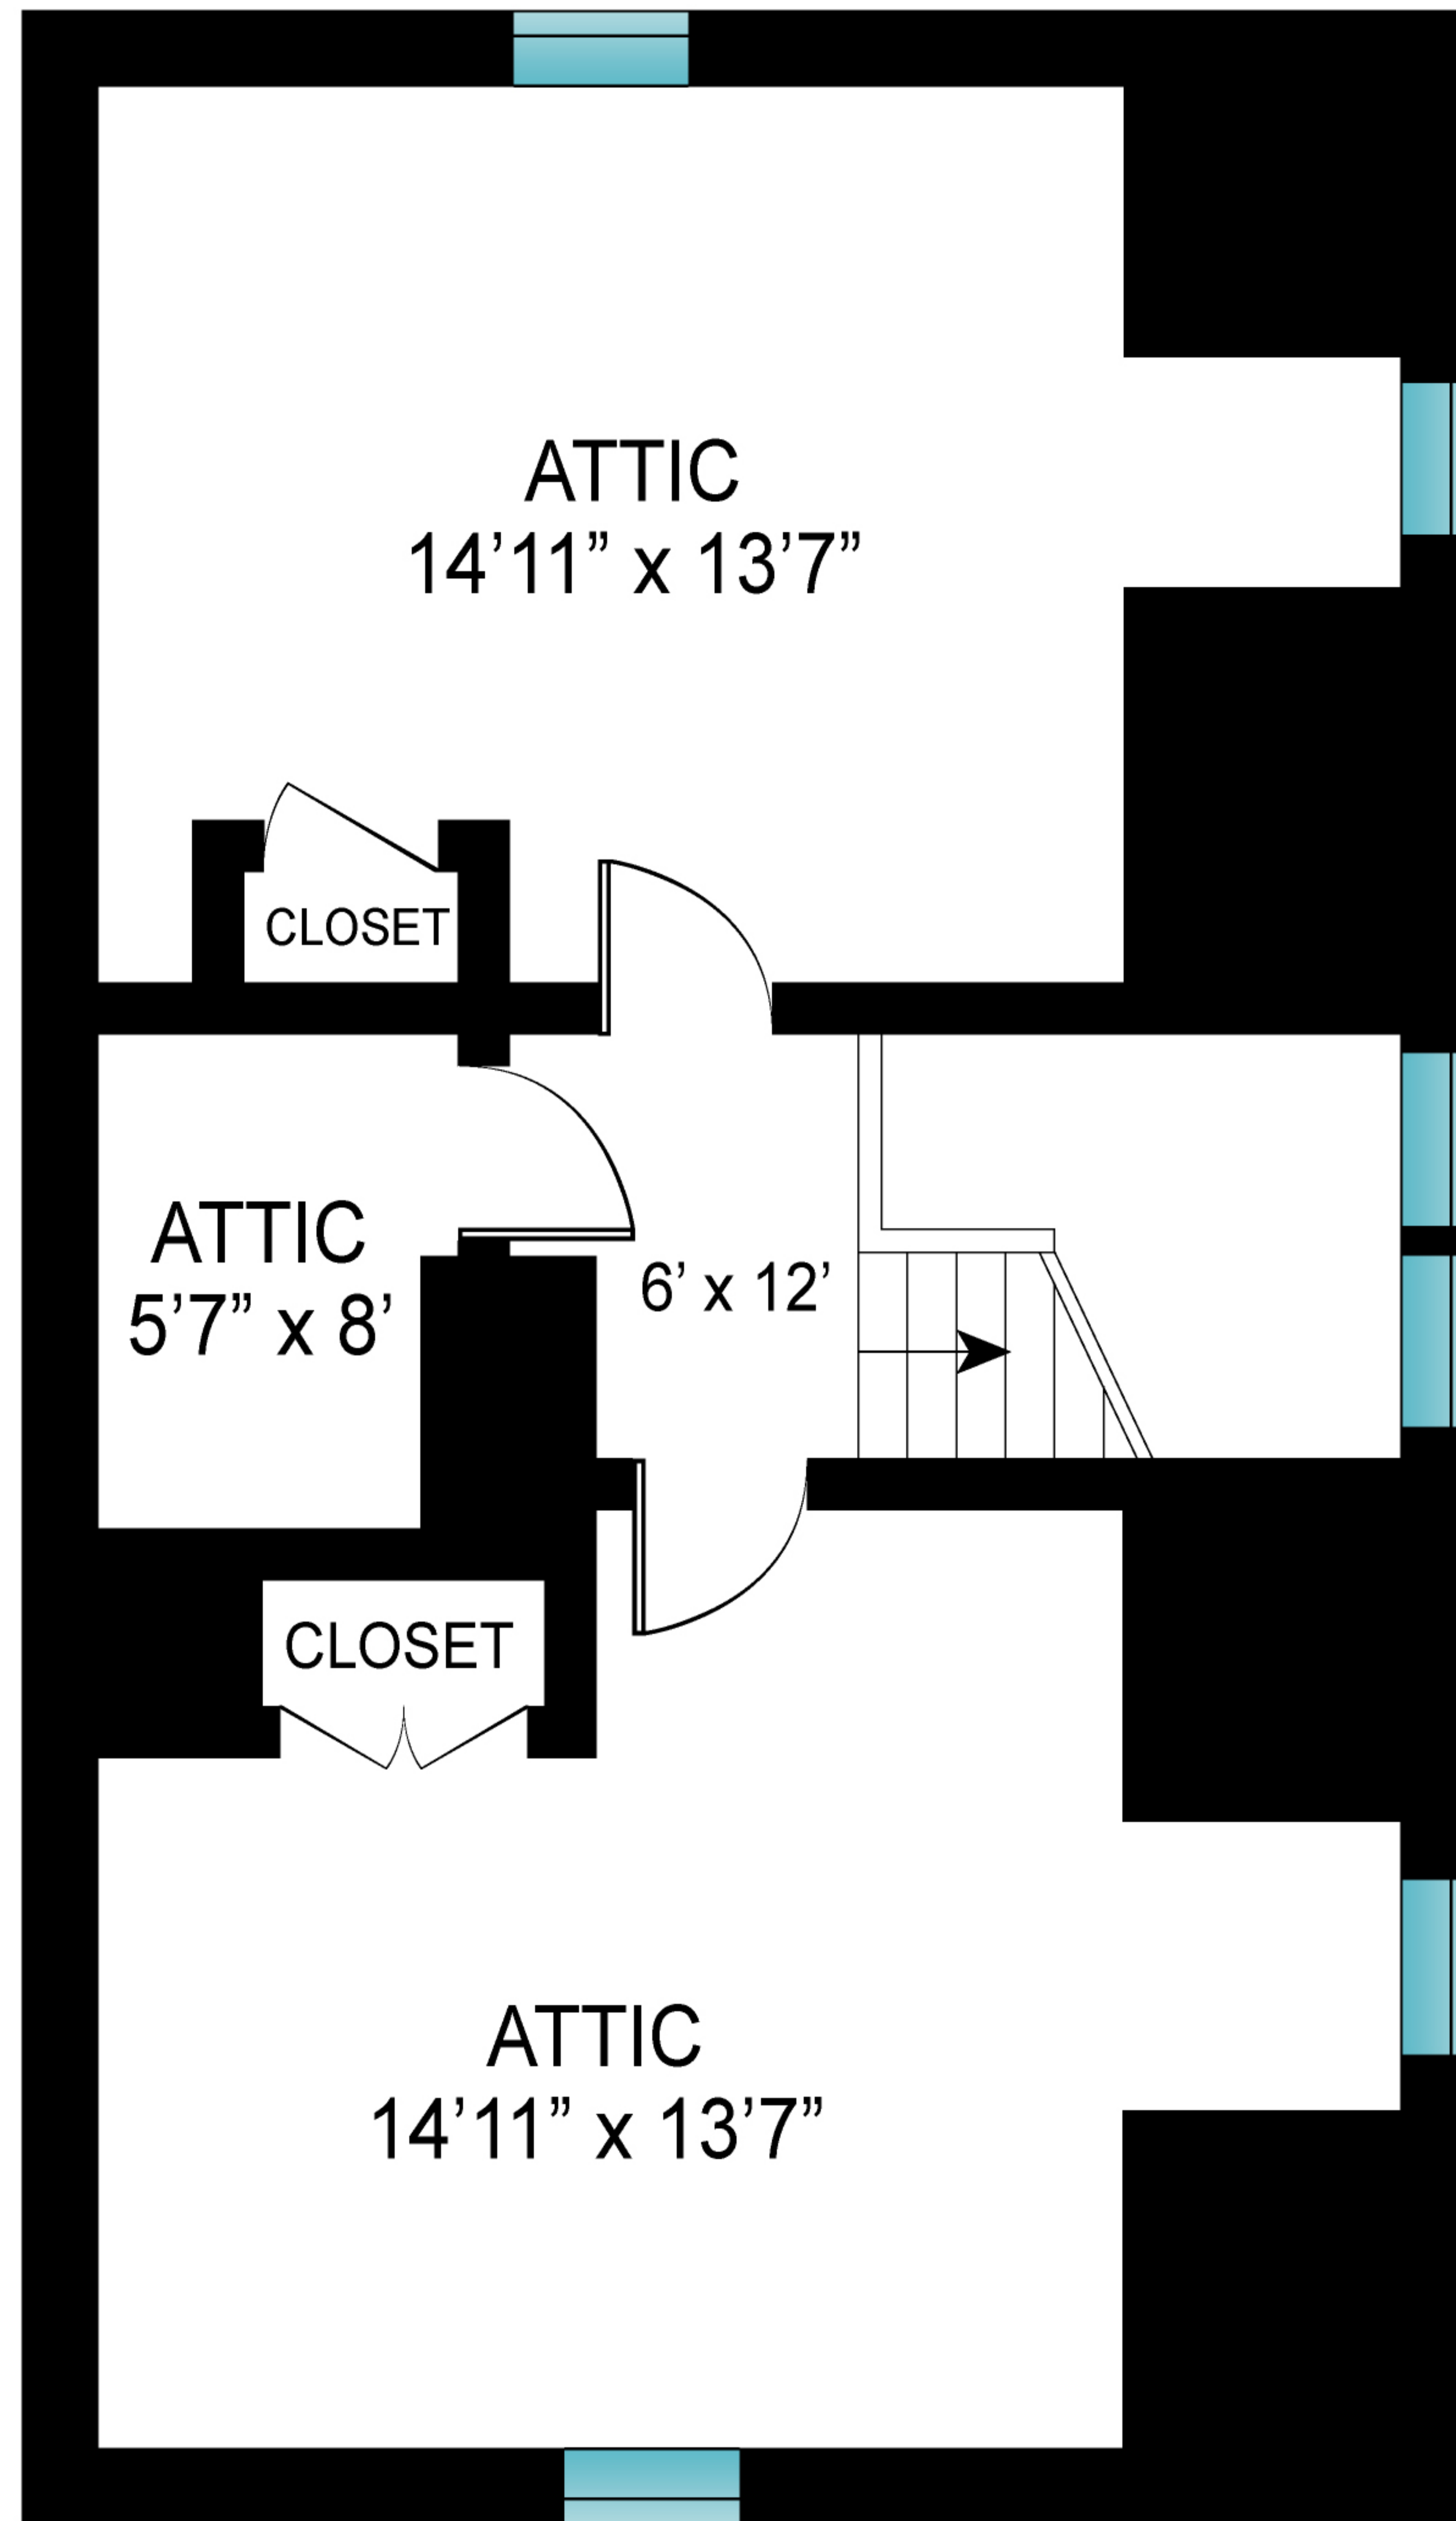 ATTIC
14’11” x 13’7”
CLOSET
ATTIC
5’7” x 8’
6’ x 12’
CLOSET
ATTIC
14’11” x 13’7”